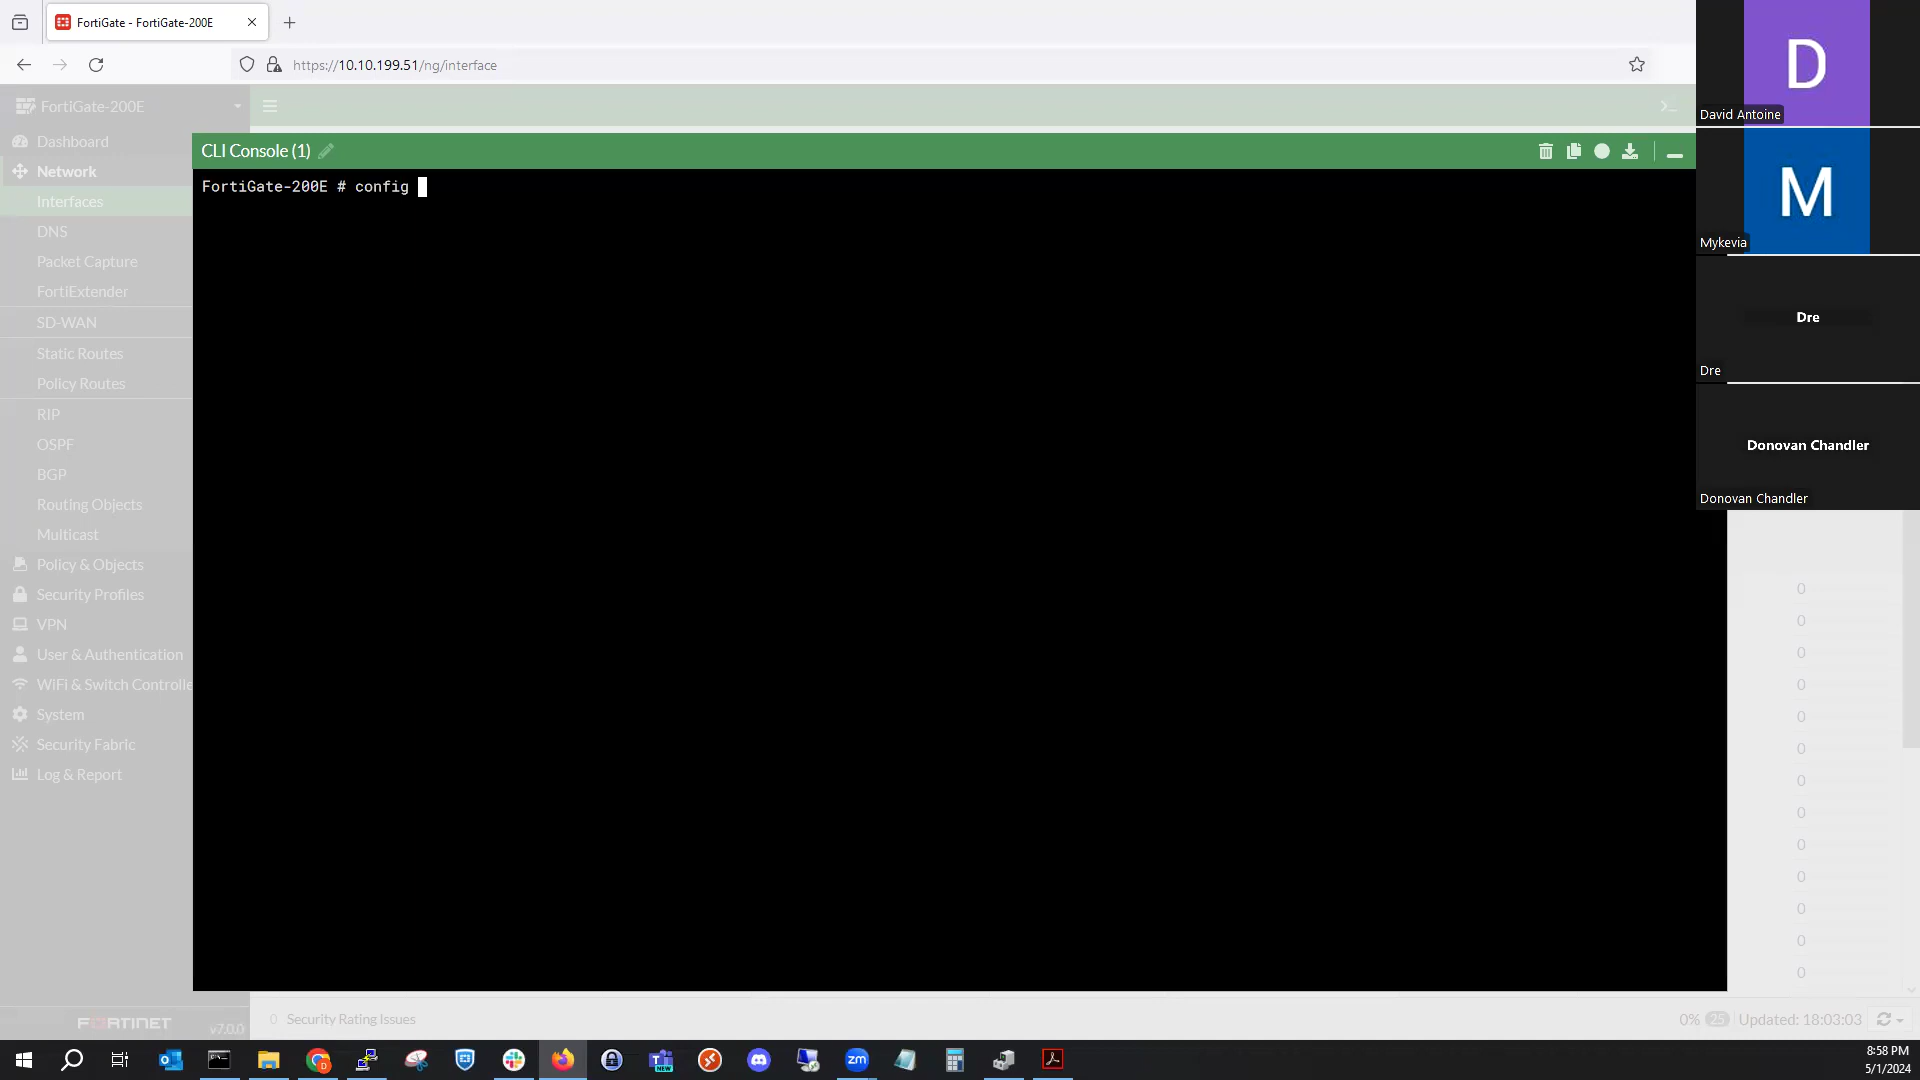 FortiGate - FortiGate-200E
https://10.10.199.51/ng/interface
FortiGate-200E
Dashboard
Network
Interfaces
DNS
Packet Capture
FortiExtender
SD-WAN
Static Routes
Policy Routes
RIP
OSPF
BGP
Routing Objects
Multicast
Policy & Objects
Security Profiles
VPN
User & Authentication
WiFi & Switch Controlle
System
Security Fabric
Log & Report
FORTINET
v7.0.0
CLI Console (1)
FortiGate-200E # config
D
David Antoine
M
Mykevia
Dre
Dre
Donovan Chandler
Donovan Chandler
0
0
0
0
0
0
0
0
0
0
0
0
0
0 Security Rating Issues
0% 25 Updated: 18:03:03
NEW
zm
8:58 PM
5/1/2024